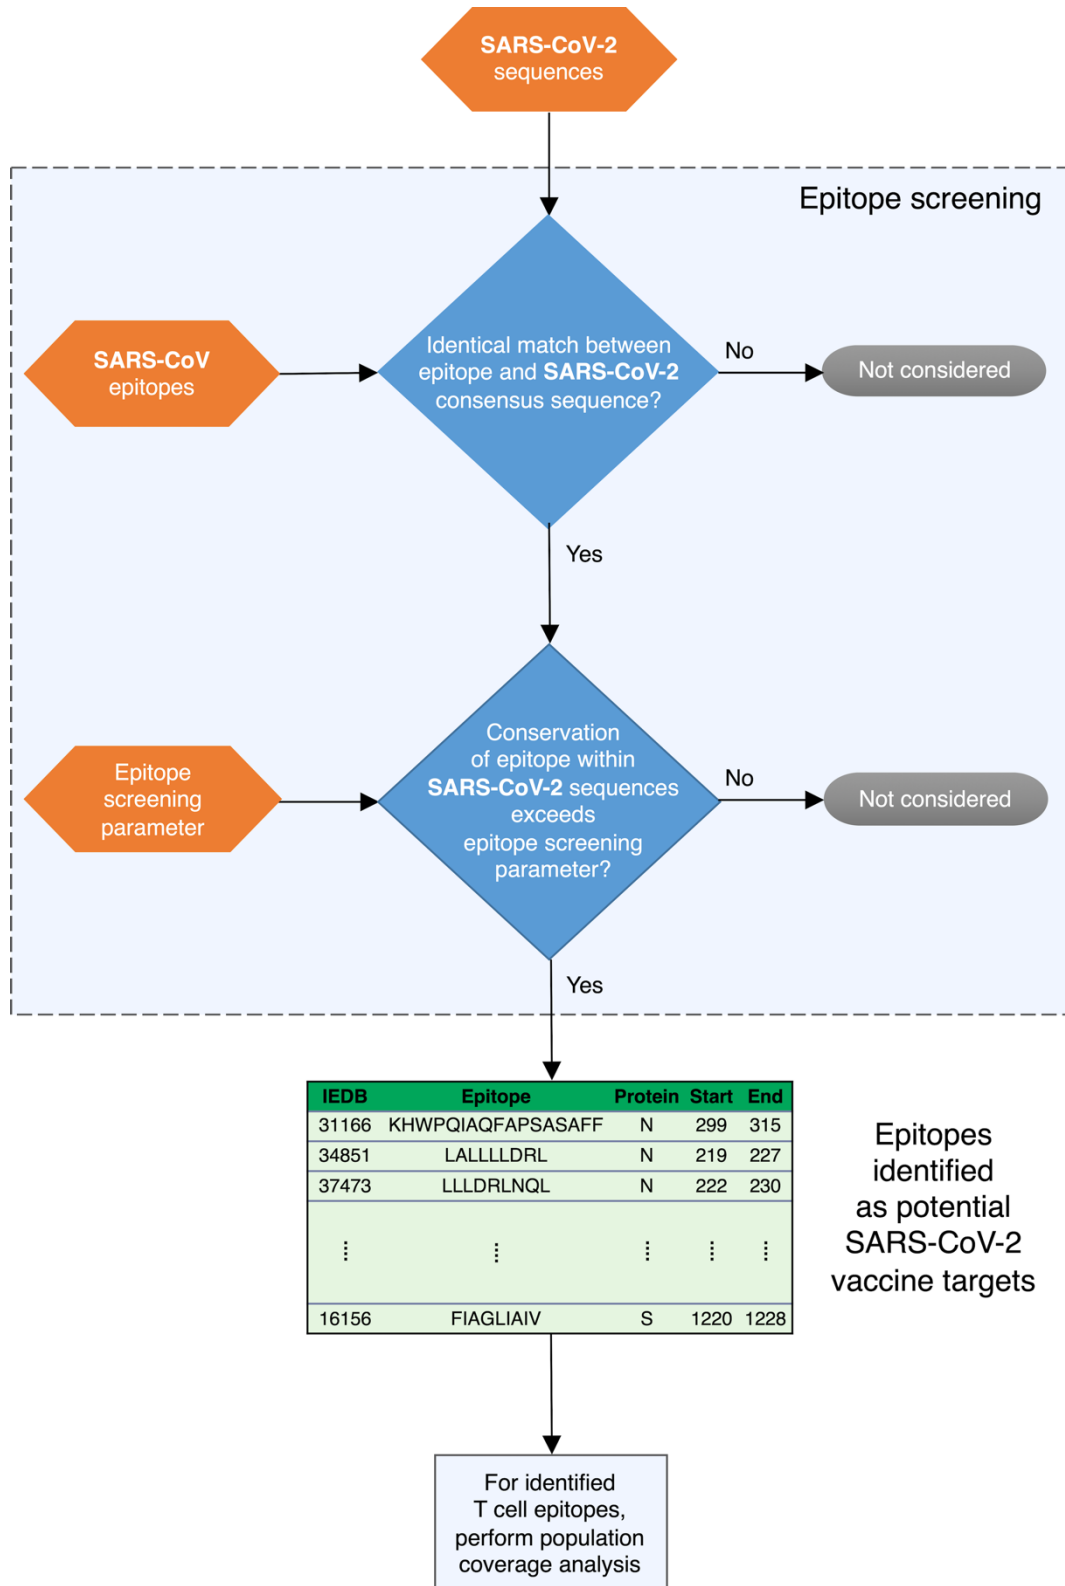 SARS-CoV-2
sequences
Epitope screening
SARS-CoV
epitopes
Identical match between
epitope and SARS-CoV-2
consensus sequence?
No
Not considered
Yes
Epitope
screening
parameter
Conservation
of epitope within
SARS-CoV-2 sequences
exceeds
epitope screening
parameter?
No
Not considered
Yes
IEDB Epitope Protein Start End
31166 KHWPQIAQFAPSASAFF N 299 315
34851 LALLLLDRL N 219 227
37473 LLLDRLNQL N 222 230
16156 FIAGLIAIV S 1220 1228
Epitopes
identified
as potential
SARS-CoV-2
vaccine targets
For identified
T cell epitopes,
perform population
coverage analysis